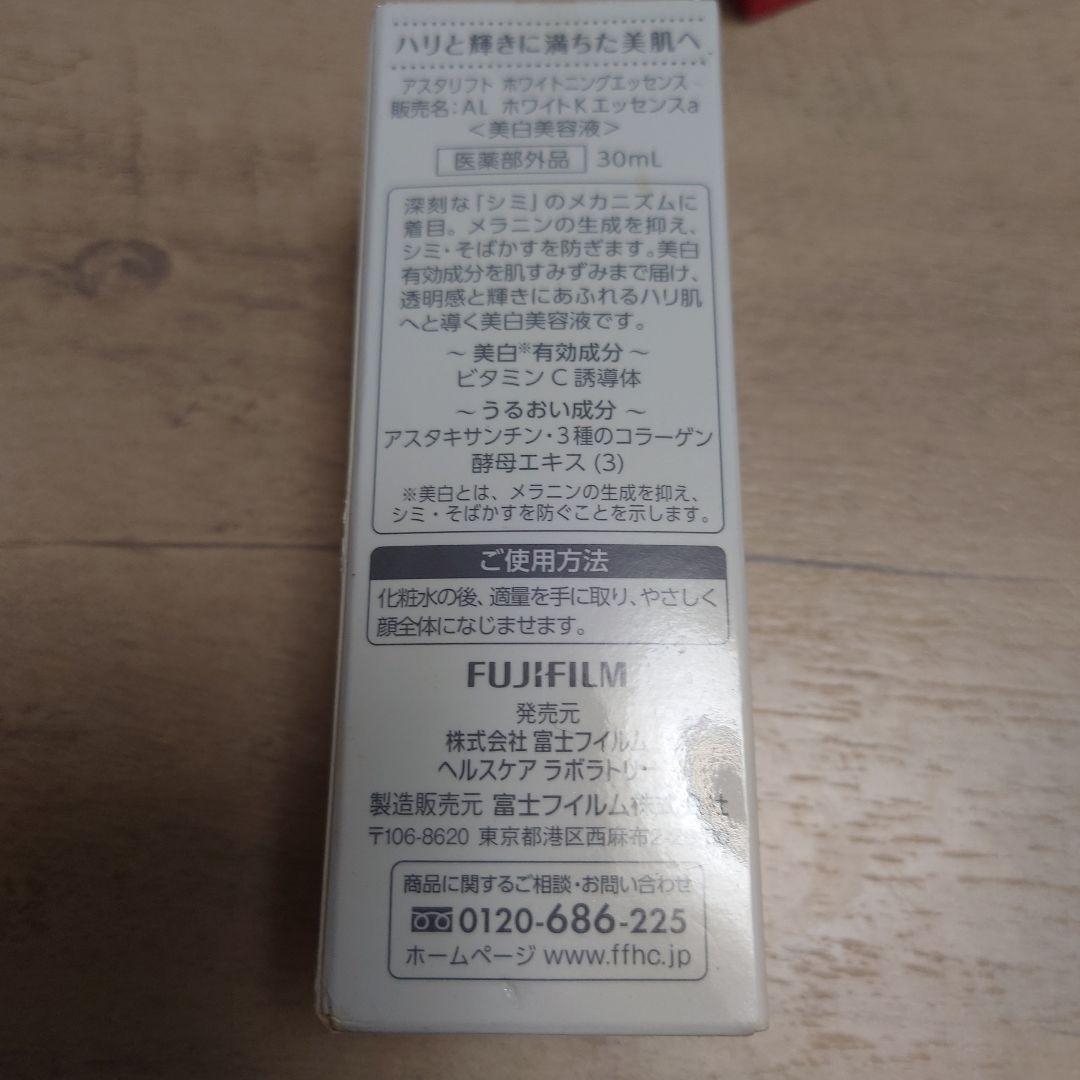 ハリと輝きに満ちた美肌へ
アスタリフト ホワイトニングエッセンス
販売名:AL ホワイトKエッセンスa
<美白美容液>
医薬部外品 30mL
深刻な「シミ」のメカニズムに
着目。メラニンの生成を抑え、
シミ・そばかすを防ぎます。美白
有効成分を肌すみずみまで届け、
透明感と輝きにあふれるハリ肌
へと導く美白美容液です。
～ 美白※有効成分 ～
ビタミン C 誘導体
～ うるおい成分 ～
アスタキサンチン・3種のコラーゲン
酵母エキス (3)
※美白とは、メラニンの生成を抑え、
シミ・そばかすを防ぐことを示します。
ご使用方法
化粧水の後、適量を手に取り、やさしく
顔全体になじませます。
FUJIFILM
発売元
株式会社 富士フイルム
ヘルスケア ラボラトリー
製造販売元 富士フイルム株式会社
〒106-8620 東京都港区西麻布
商品に関するご相談・お問い合わせ
0120-686-225
ホームページ www.ffhc.jp